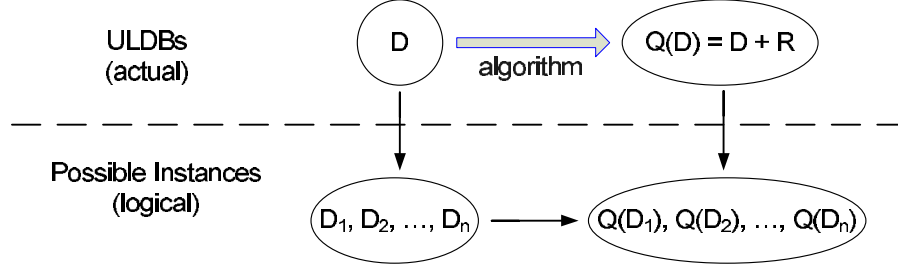 ULDBs
(actual)
D
algorithm
Q(D) = D + R
Possible Instances
(logical)
D₁, D₂, ..., Dₙ
Q(D₁), Q(D₂), ..., Q(Dₙ)